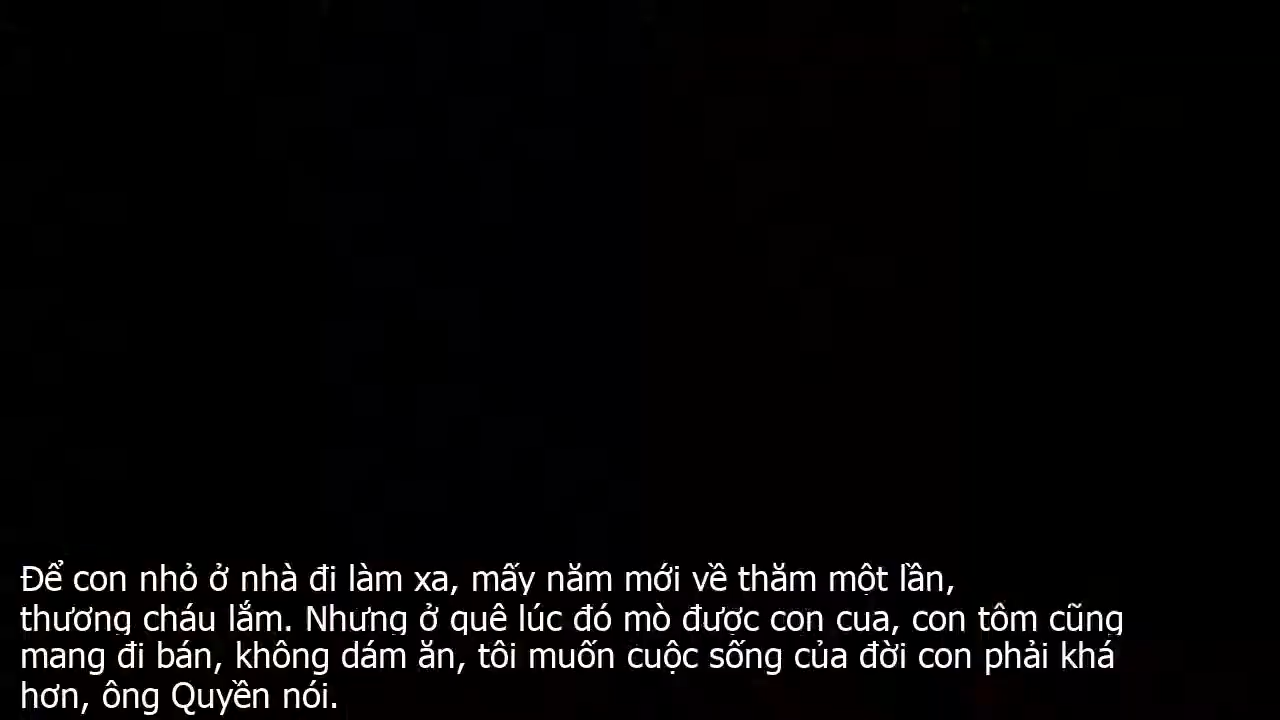 Để con nhỏ ở nhà đi làm xa, mấy năm mới về thăm một lần,
thương cháu lắm. Nhưng ở quê lúc đó mò được con cua, con tôm cũng
mang đi bán, không dám ăn, tôi muốn cuộc sống của đời con phải khá
hơn, ông Quyền nói.